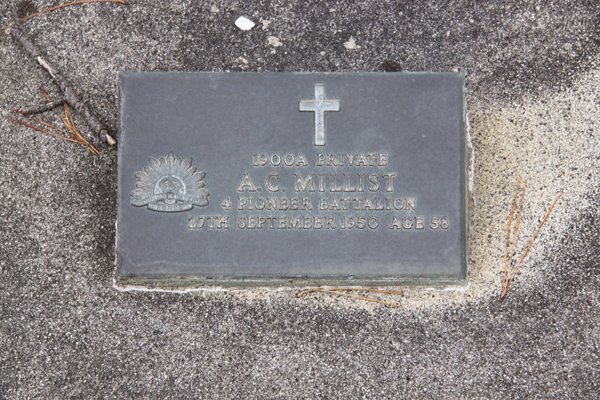 1900A PRIVATE
A. C. MILLIST
4 PIONEER BATTALION
27TH SEPTEMBER 1950 AGE 58